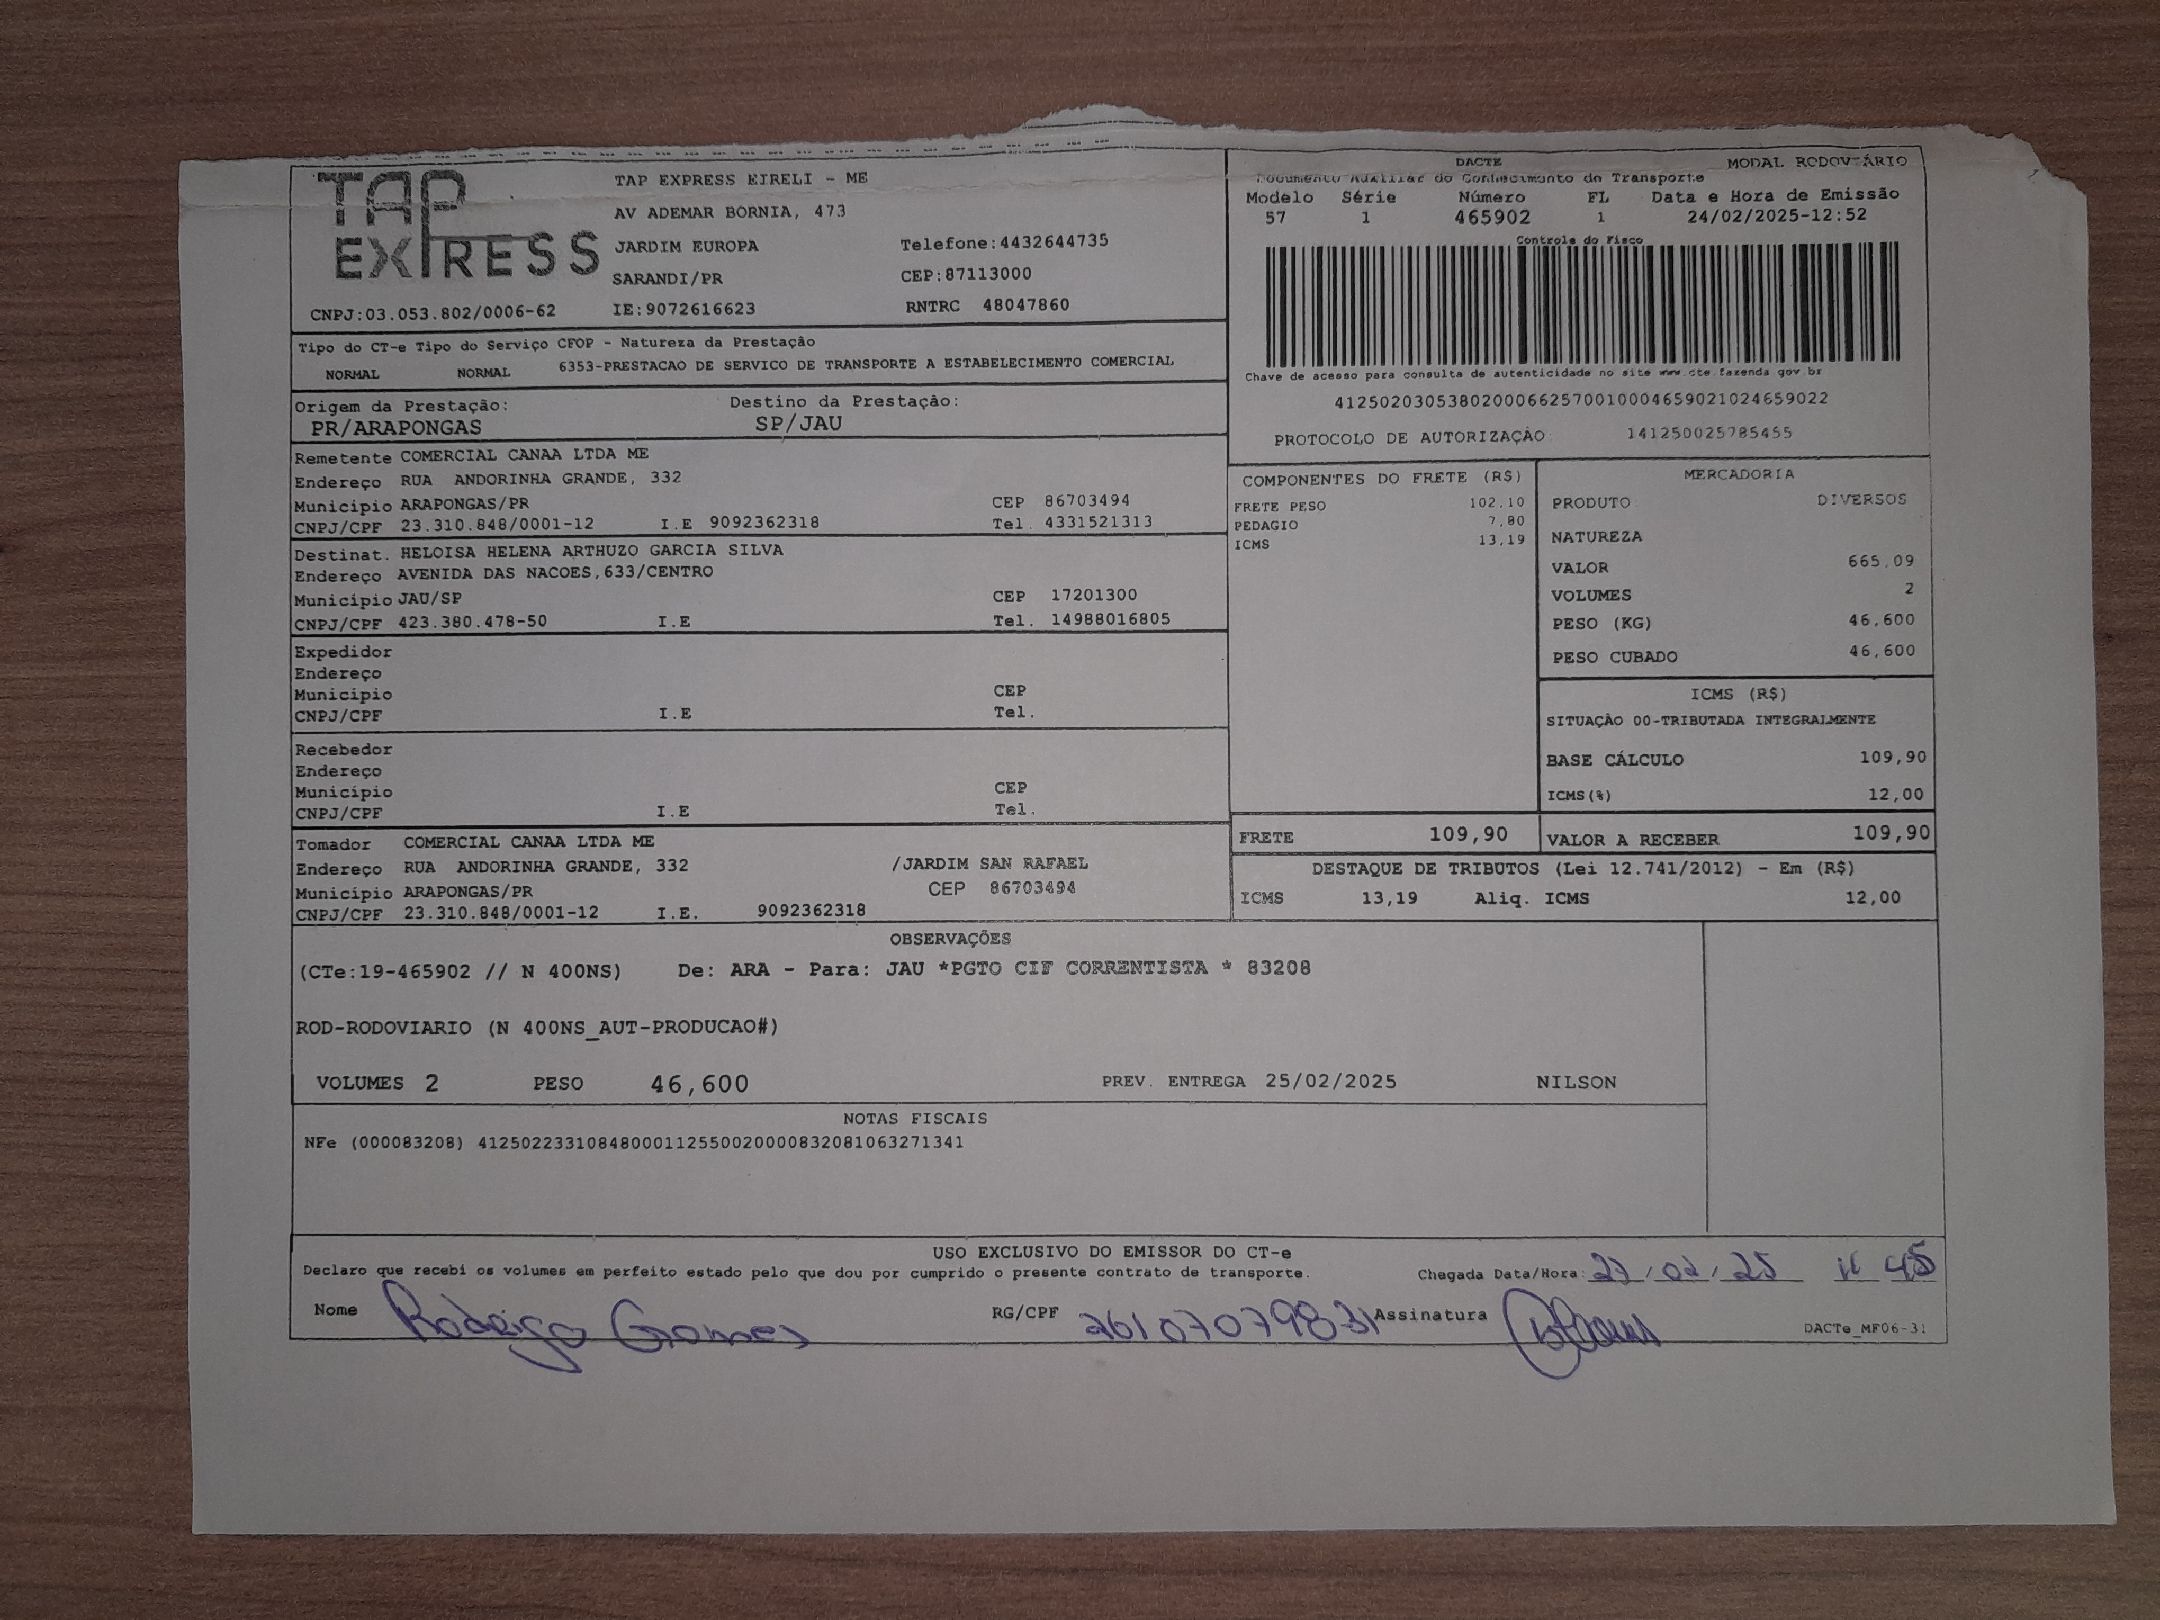 TAP EXPRESS
TAP EXPRESS EIRELI - ME
AV ADEMAR BORNIA, 473
JARDIM EUROPA Telefone:4432644735
SARANDI/PR CEP:87113000
CNPJ:03.053.802/0006-62 IE:9072616623 RNTRC 48047860
DACTE MODAL RODOVIÁRIO
Documento Auxiliar do Conhecimento de Transporte
Modelo Série Número FL Data e Hora de Emissão
57 1 465902 1 24/02/2025-12:52
Controle do Fisco
Chave de acesso para consulta de autenticidade no site www.cte.fazenda gov.br
41250203053802000662570010004659021024659022
PROTOCOLO DE AUTORIZAÇÃO: 141250025785455
Tipo do CT-e Tipo do Serviço CFOP - Natureza da Prestação
NORMAL NORMAL 6353-PRESTACAO DE SERVICO DE TRANSPORTE A ESTABELECIMENTO COMERCIAL
Origem da Prestação: Destino da Prestação:
PR/ARAPONGAS SP/JAU
Remetente COMERCIAL CANAA LTDA ME
Endereço RUA ANDORINHA GRANDE, 332
Município ARAPONGAS/PR CEP 86703494
CNPJ/CPF 23.310.848/0001-12 I.E 9092362318 Tel. 4331521313
Destinat. HELOISA HELENA ARTHUZO GARCIA SILVA
Endereço AVENIDA DAS NACOES,633/CENTRO
Município JAU/SP CEP 17201300
CNPJ/CPF 423.380.478-50 I.E Tel. 14988016805
Expedidor
Endereço
Município CEP
CNPJ/CPF I.E Tel.
Recebedor
Endereço
Município CEP
CNPJ/CPF I.E Tel.
Tomador COMERCIAL CANAA LTDA ME
Endereço RUA ANDORINHA GRANDE, 332 /JARDIM SAN RAFAEL
Município ARAPONGAS/PR CEP 86703494
CNPJ/CPF 23.310.848/0001-12 I.E. 9092362318
COMPONENTES DO FRETE (R$)
FRETE PESO 102,10
PEDAGIO 7,80
ICMS 13,19
MERCADORIA
PRODUTO DIVERSOS
NATUREZA
VALOR 665,09
VOLUMES 2
PESO (KG) 46,600
PESO CUBADO 46,600
ICMS (R$)
SITUAÇÃO 00-TRIBUTADA INTEGRALMENTE
BASE CÁLCULO 109,90
ICMS(%) 12,00
FRETE 109,90 VALOR A RECEBER 109,90
DESTAQUE DE TRIBUTOS (Lei 12.741/2012) - Em (R$)
ICMS 13,19 Aliq. ICMS 12,00
OBSERVAÇÕES
(CTe:19-465902 // N 400NS) De: ARA - Para: JAU *PGTO CIF CORRENTISTA * 83208
ROD-RODOVIARIO (N 400NS_AUT-PRODUCAO#)
VOLUMES 2 PESO 46,600 PREV. ENTREGA 25/02/2025 NILSON
NOTAS FISCAIS
NFe (000083208) 41250223310848000112550020000832081063271341
USO EXCLUSIVO DO EMISSOR DO CT-e
Declaro que recebi os volumes em perfeito estado pelo que dou por cumprido o presente contrato de transporte. Chegada Data/Hora: 27/02/25 11 45
Nome Rodrigo Gomes RG/CPF 26107079831 Assinatura
DACTe_MF06-31